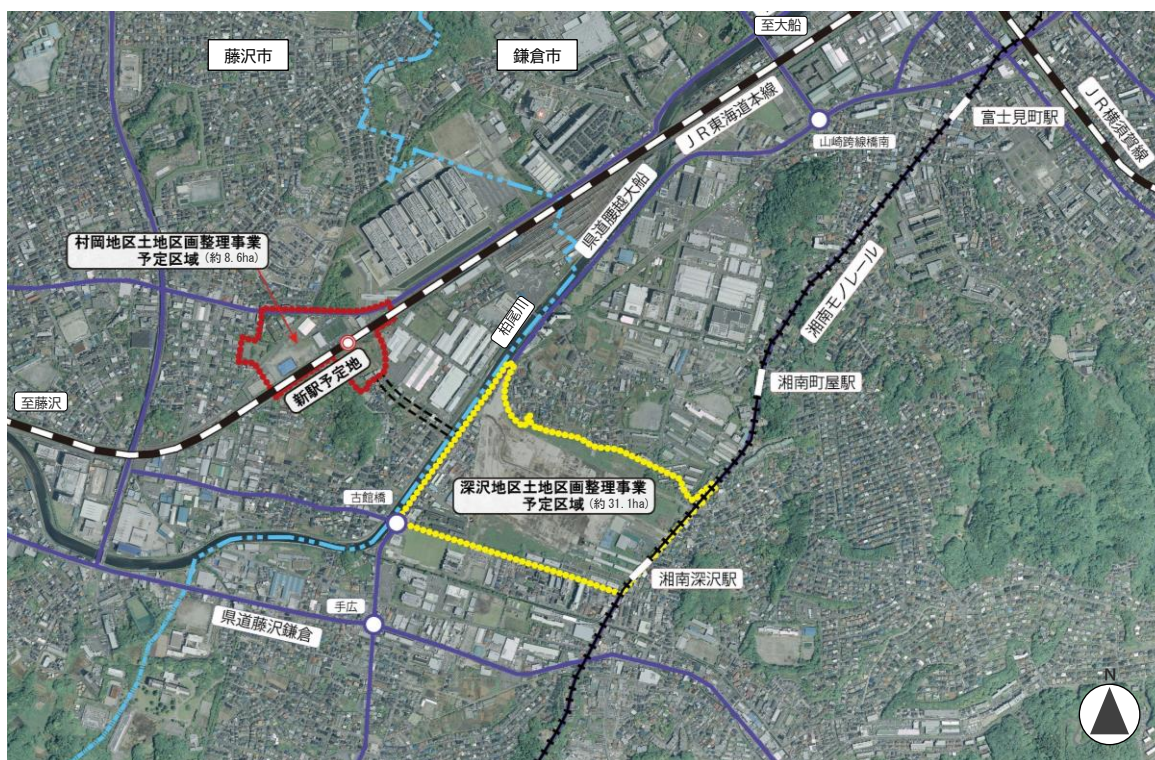 至大船
藤沢市
鎌倉市
JR東海道本線
山崎跨線橋南
富士見町駅
JR横須賀線
県道腰越大船
村岡地区土地区画整理事業
予定区域(約8.6ha)
湘南モノレール
柏尾川
新駅予定地
湘南町屋駅
至藤沢
深沢地区土地区画整理事業
予定区域(約31.1ha)
古館橋
湘南深沢駅
手広
県道藤沢鎌倉
N